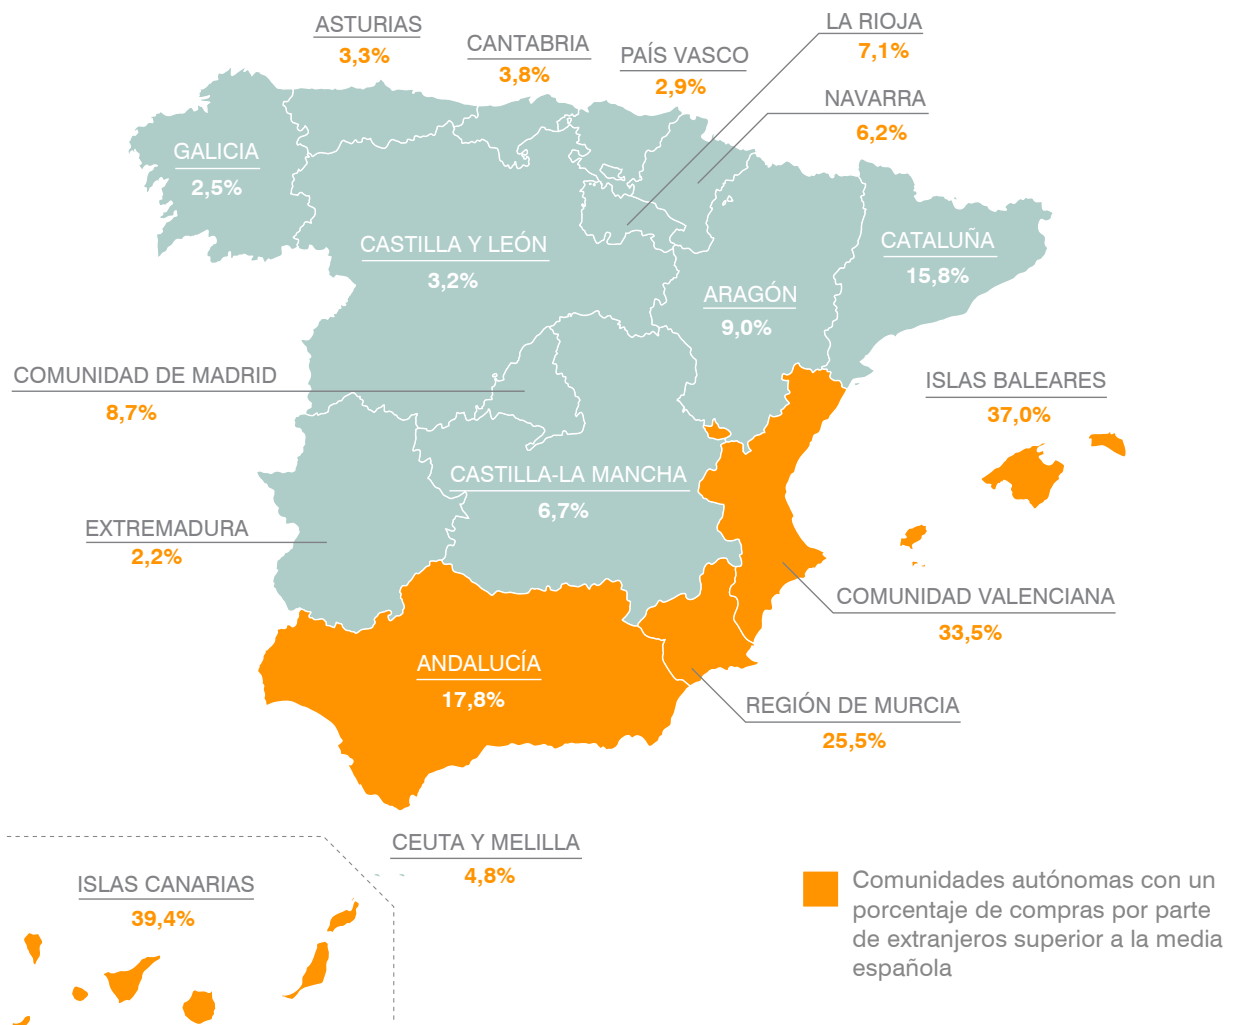 ASTURIAS
3,3%
CANTABRIA
3,8%
PAÍS VASCO
2,9%
LA RIOJA
7,1%
NAVARRA
6,2%
GALICIA
2,5%
CASTILLA Y LEÓN
3,2%
CATALUÑA
15,8%
ARAGÓN
9,0%
COMUNIDAD DE MADRID
8,7%
ISLAS BALEARES
37,0%
CASTILLA-LA MANCHA
6,7%
EXTREMADURA
2,2%
COMUNIDAD VALENCIANA
33,5%
ANDALUCÍA
17,8%
REGIÓN DE MURCIA
25,5%
CEUTA Y MELILLA
4,8%
ISLAS CANARIAS
39,4%
Comunidades autónomas con un
porcentaje de compras por parte
de extranjeros superior a la media
española